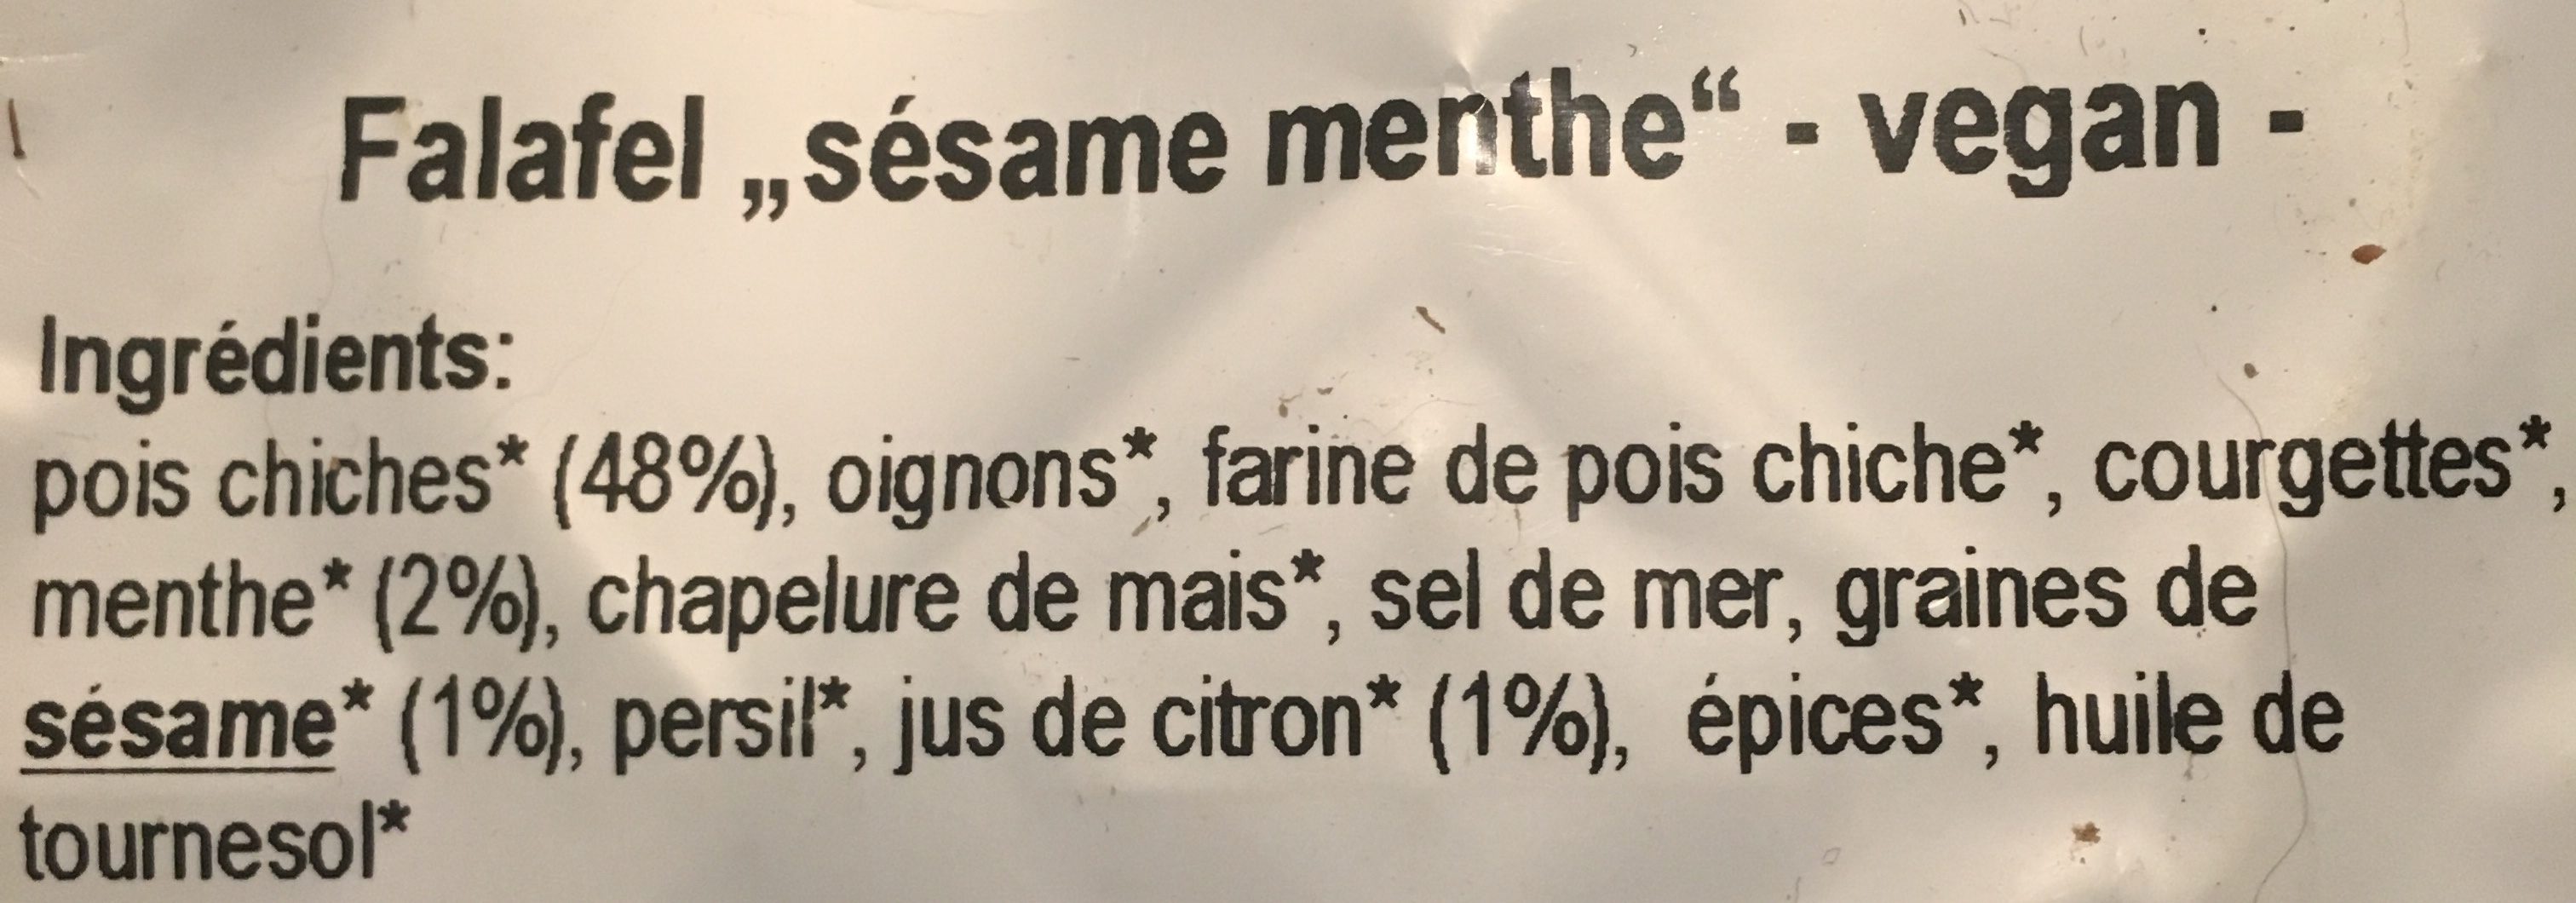 Falafel „sésame menthe“ - vegan -
Ingrédients:
pois chiches* (48%), oignons*, farine de pois chiche*, courgettes*,
menthe* (2%), chapelure de mais*, sel de mer, graines de
sésame* (1%), persil*, jus de citron* (1%), épices*, huile de
tournesol*